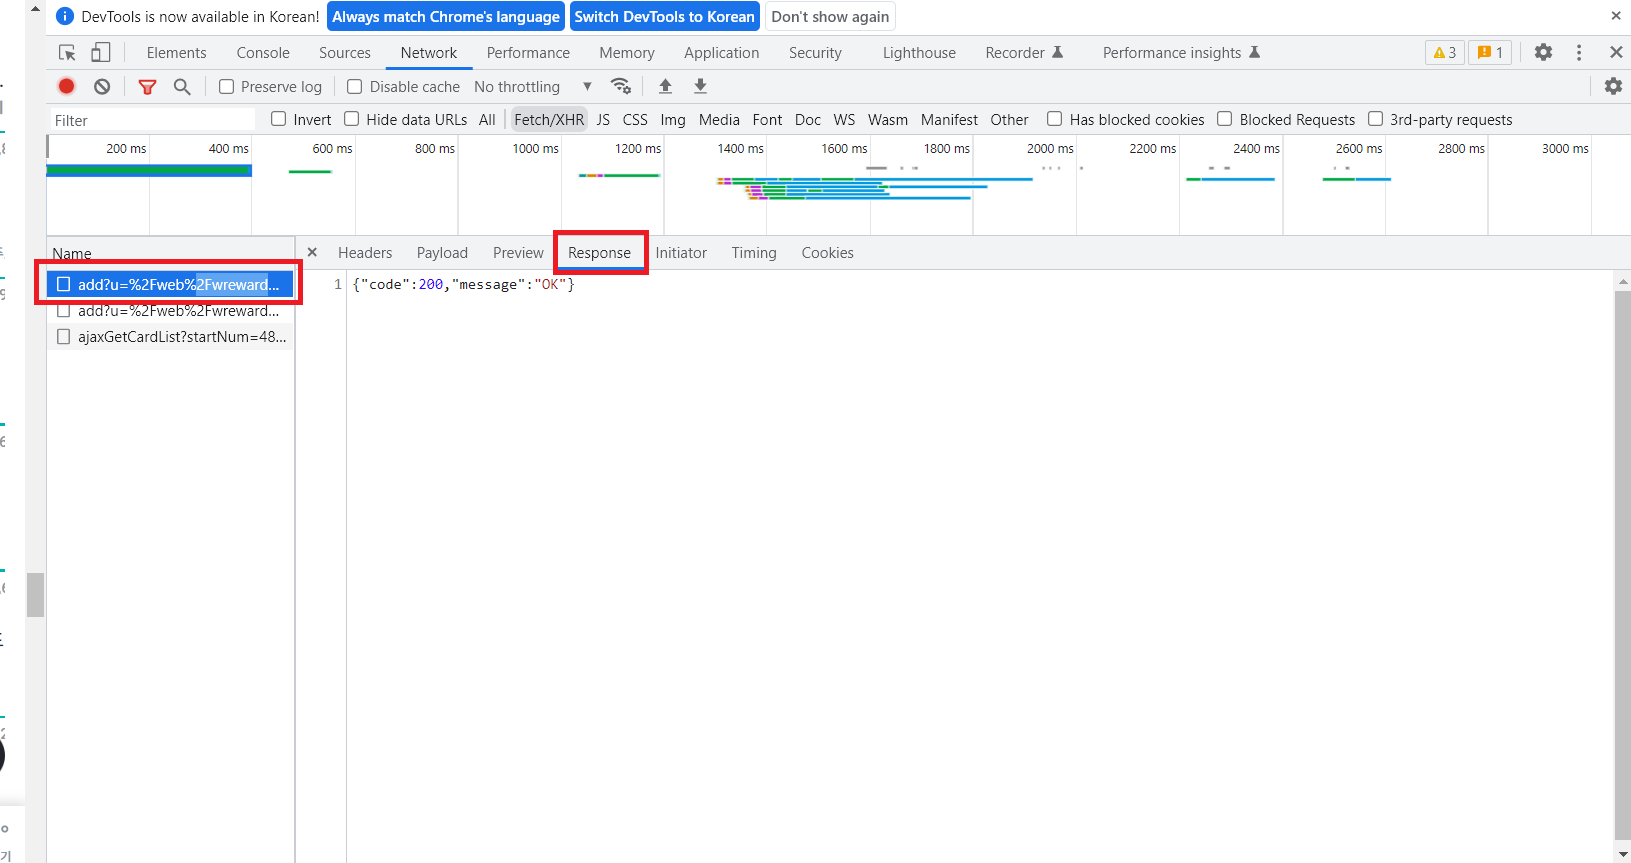 DevTools is now available in Korean! Always match Chrome's language Switch DevTools to Korean Don't show again
Elements Console Sources Network Performance Memory Application Security Lighthouse Recorder Performance insights 3 1
Preserve log Disable cache No throttling
Filter Invert Hide data URLs All Fetch/XHR JS CSS Img Media Font Doc WS Wasm Manifest Other Has blocked cookies Blocked Requests 3rd-party requests
200 ms 400 ms 600 ms 800 ms 1000 ms 1200 ms 1400 ms 1600 ms 1800 ms 2000 ms 2200 ms 2400 ms 2600 ms 2800 ms 3000 ms
Name Headers Payload Preview Response Initiator Timing Cookies
add?u=%2Fweb%2Fwreward...
1 {"code":200,"message":"OK"}
add?u=%2Fweb%2Fwreward...
ajaxGetCardList?startNum=48...